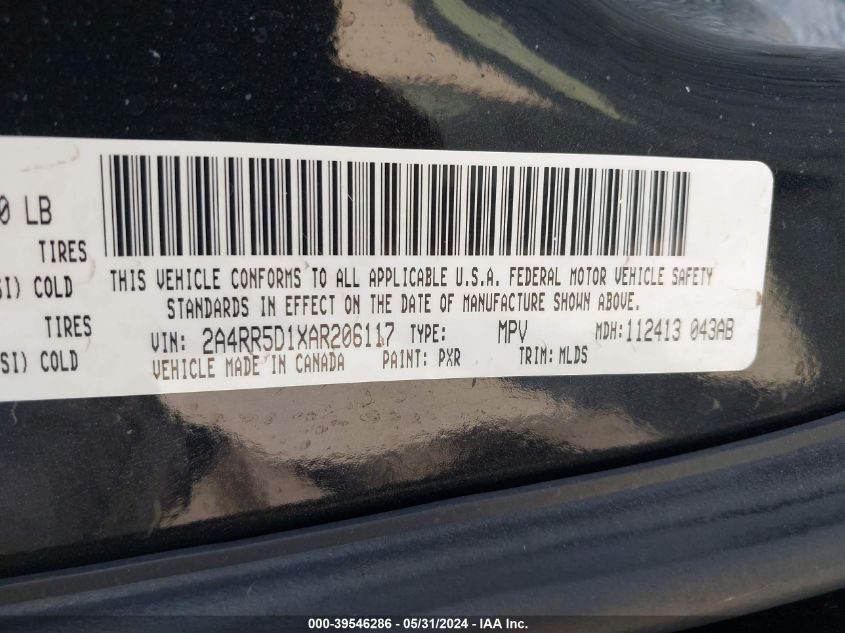 0 LB
TIRES
SI) COLD
TIRES
SI) COLD
THIS VEHICLE CONFORMS TO ALL APPLICABLE U.S.A. FEDERAL MOTOR VEHICLE SAFETY
STANDARDS IN EFFECT ON THE DATE OF MANUFACTURE SHOWN ABOVE.
VIN: 2A4RR5D1XAR206117 TYPE: MPV MDH:112413 043AB
VEHICLE MADE IN CANADA PAINT: PXR TRIM: MLDS
000-39546286 - 05/31/2024 - IAA Inc.